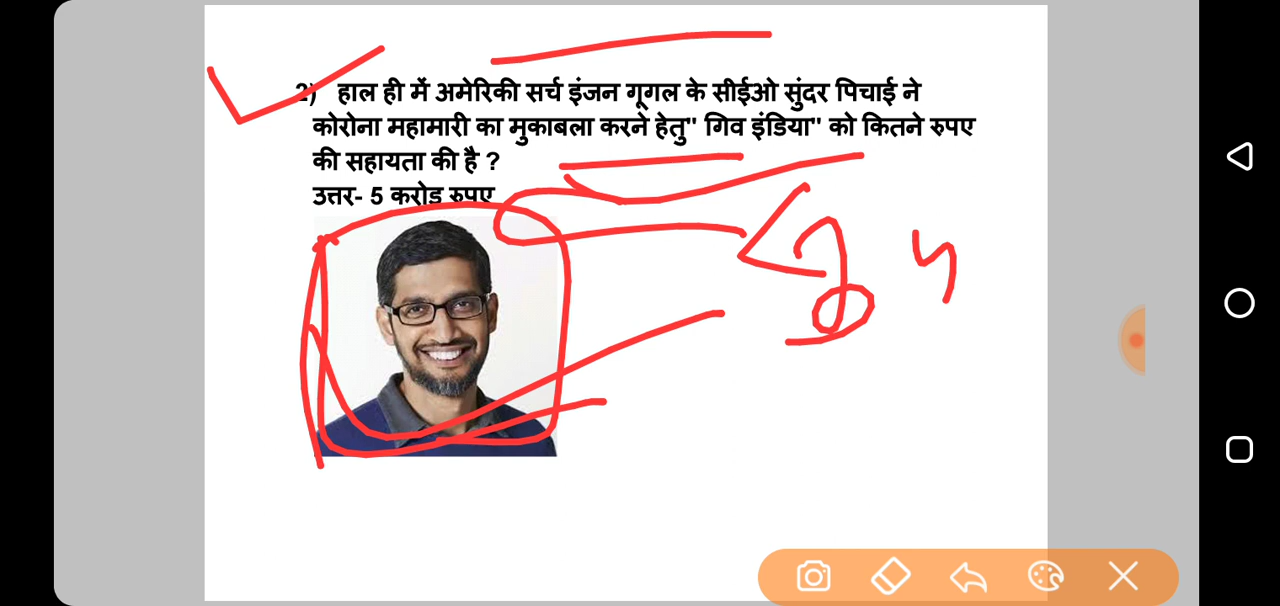 2) हाल ही में अमेरिकी सर्च इंजन गूगल के सीईओ सुंदर पिचाई ने
कोरोना महामारी का मुकाबला करने हेतु" गिव इंडिया" को कितने रुपए
की सहायता की है ?
उत्तर- 5 करोड़ रुपए